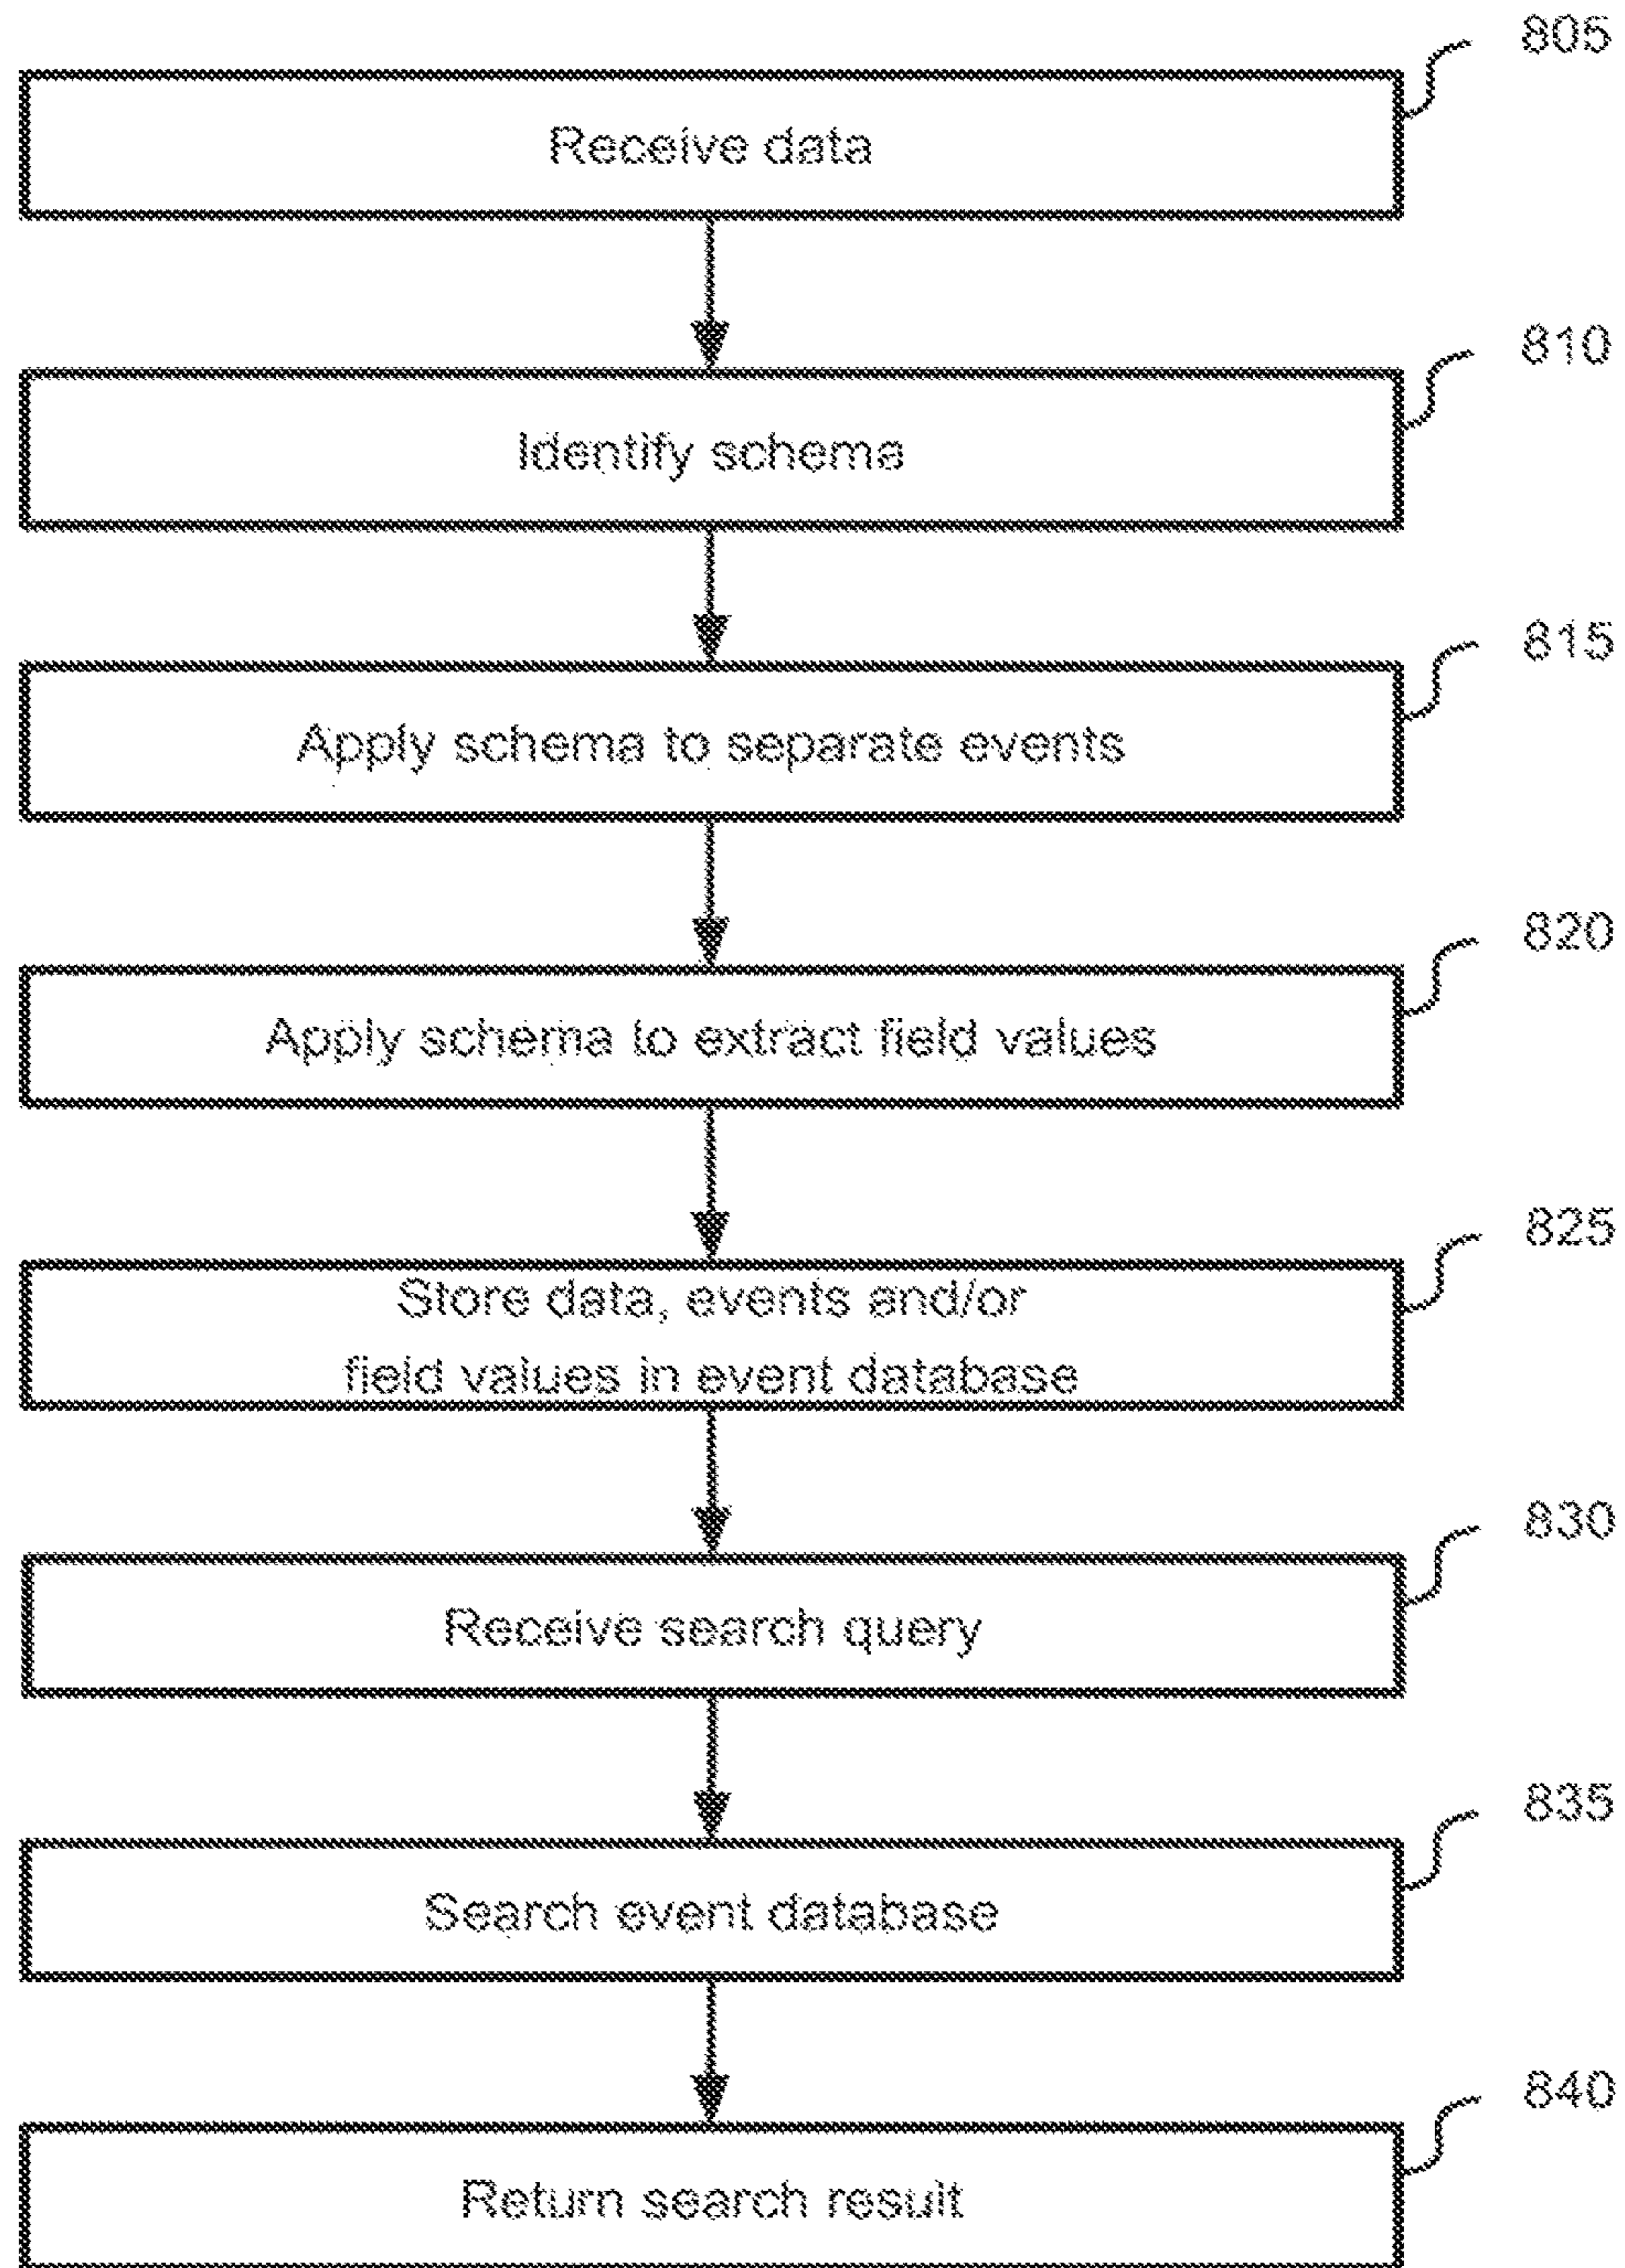 805
Receive data
810
Identify schema
815
Apply schema to separate events
820
Apply schema to extract field values
825
Store data, events and/or
field values in event database
830
Receive search query
835
Search event database
840
Return search result